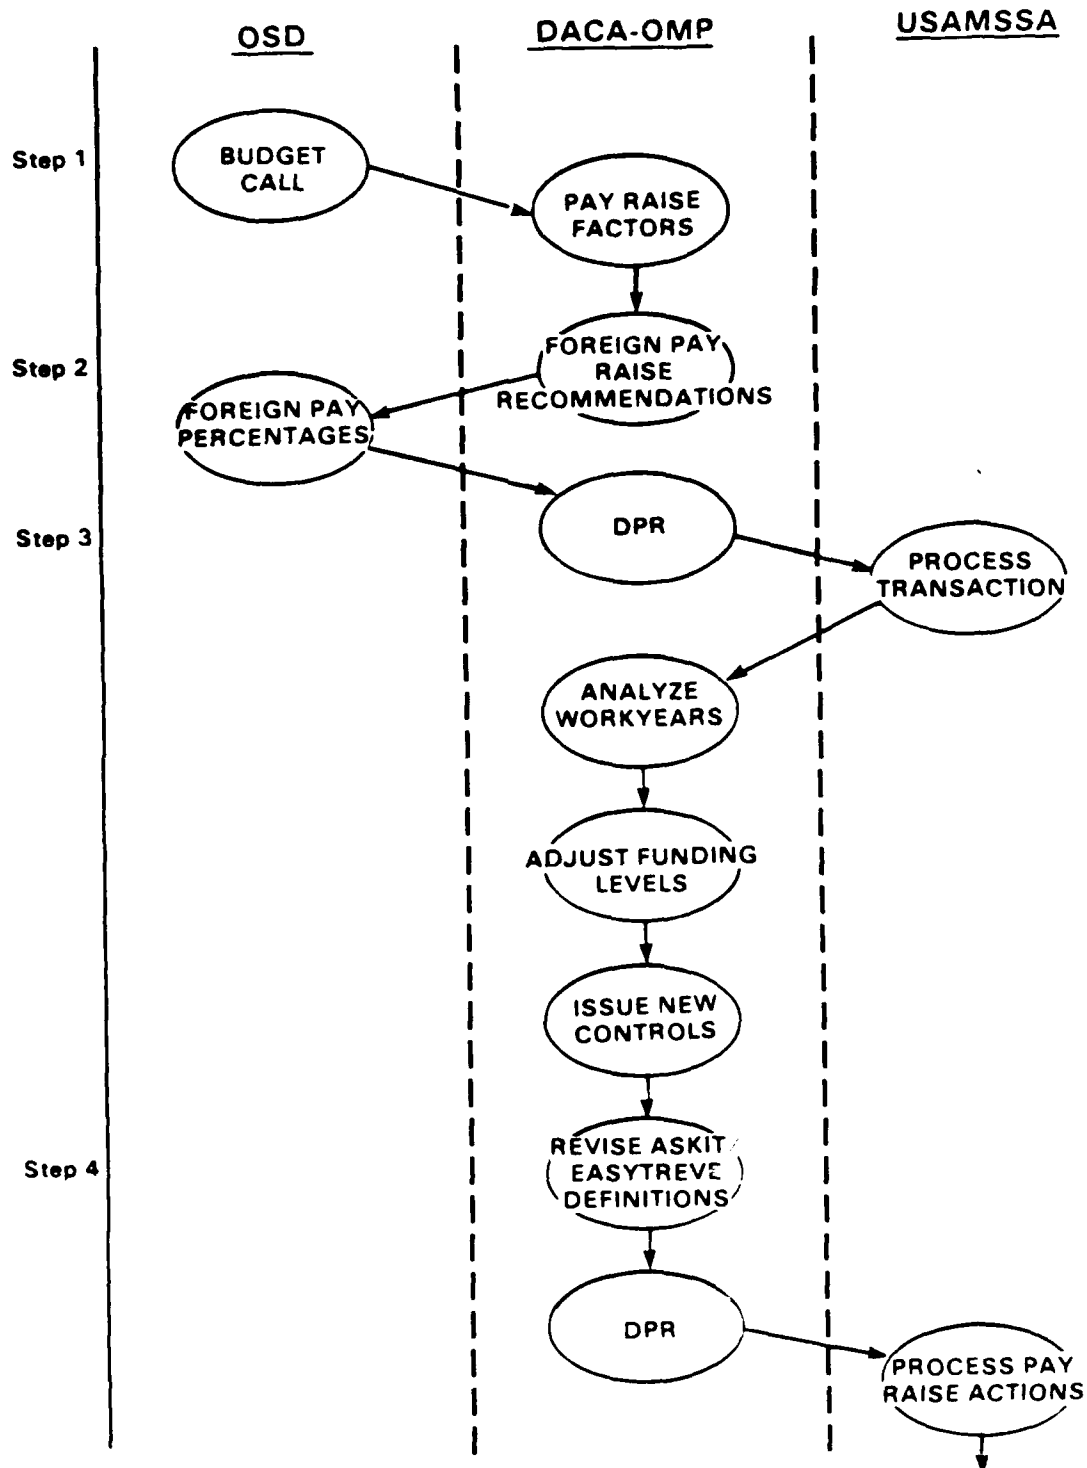 OSD
DACA-OMP
USAMSSA
Step 1
BUDGET
CALL
PAY RAISE
FACTORS
Step 2
FOREIGN PAY
RAISE
RECOMMENDATIONS
FOREIGN PAY
PERCENTAGES
Step 3
DPR
PROCESS
TRANSACTION
ANALYZE
WORKYEARS
ADJUST FUNDING
LEVELS
ISSUE NEW
CONTROLS
Step 4
REVISE ASKIT/
EASYTREVE
DEFINITIONS
DPR
PROCESS PAY
RAISE ACTIONS